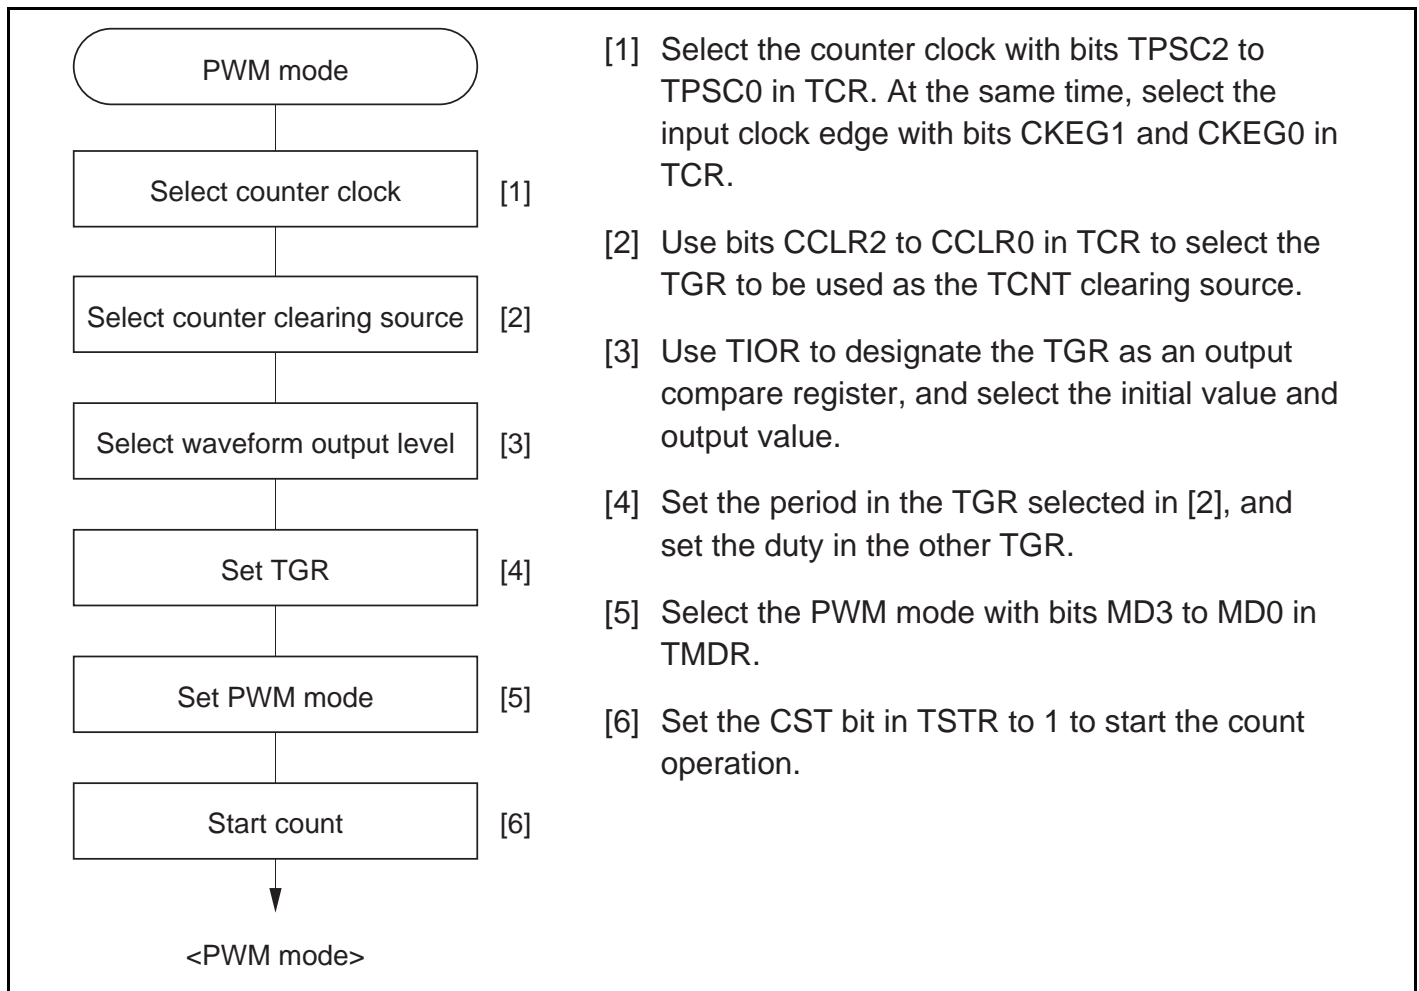 PWM mode
Select counter clock
[1]
Select counter clearing source
[2]
Select waveform output level
[3]
Set TGR
[4]
Set PWM mode
[5]
Start count
[6]
<PWM mode>
[1] Select the counter clock with bits TPSC2 to
TPSC0 in TCR. At the same time, select the
input clock edge with bits CKEG1 and CKEG0 in
TCR.
[2] Use bits CCLR2 to CCLR0 in TCR to select the
TGR to be used as the TCNT clearing source.
[3] Use TIOR to designate the TGR as an output
compare register, and select the initial value and
output value.
[4] Set the period in the TGR selected in [2], and
set the duty in the other TGR.
[5] Select the PWM mode with bits MD3 to MD0 in
TMDR.
[6] Set the CST bit in TSTR to 1 to start the count
operation.